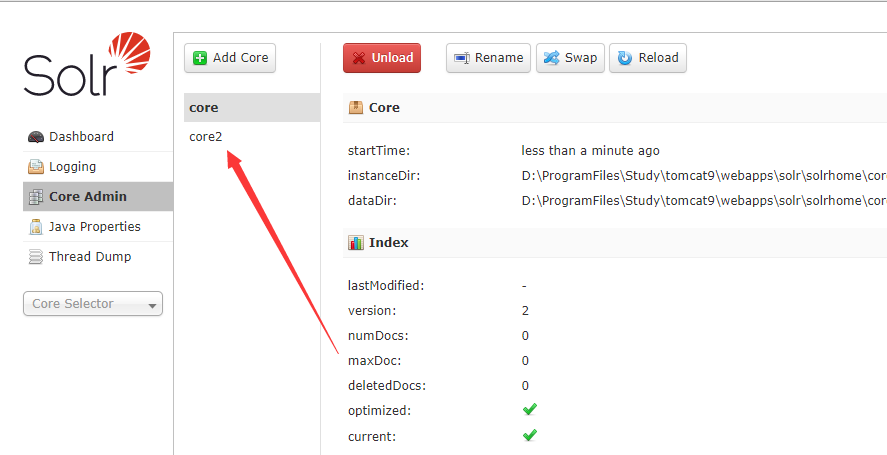 Solr
Dashboard
Logging
Core Admin
Java Properties
Thread Dump
Core Selector
Add Core
core
core2
Unload Rename Swap Reload
Core
startTime: less than a minute ago
instanceDir: D:\ProgramFiles\Study\tomcat9\webapps\solr\solrhome\cor
dataDir: D:\ProgramFiles\Study\tomcat9\webapps\solr\solrhome\cor
Index
lastModified: -
version: 2
numDocs: 0
maxDoc: 0
deletedDocs: 0
optimized:
current: